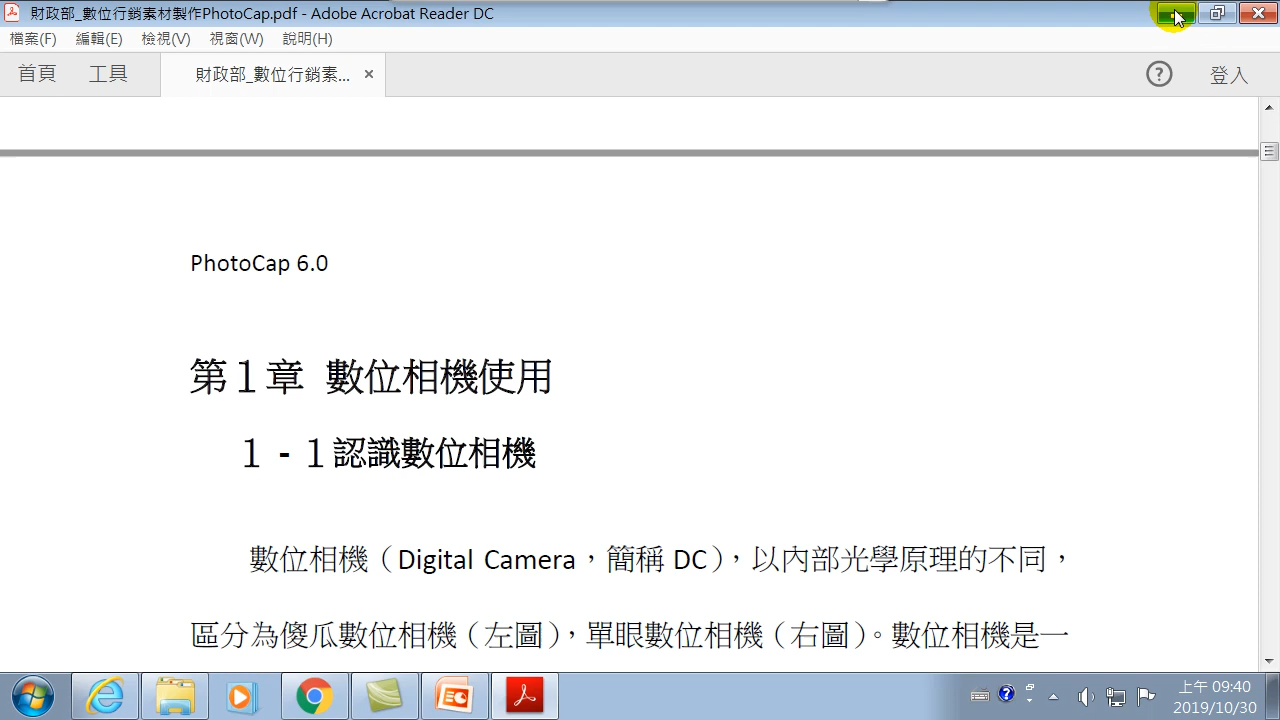 財政部_數位行銷素材製作PhotoCap.pdf - Adobe Acrobat Reader DC
檔案(F) 編輯(E) 檢視(V) 視窗(W) 說明(H)
首頁 工具 財政部_數位行銷素... × ? 登入
PhotoCap 6.0
第１章 數位相機使用
１-１認識數位相機
數位相機（Digital Camera，簡稱 DC），以內部光學原理的不同，
區分為傻瓜數位相機（左圖），單眼數位相機（右圖）。數位相機是一
上午 09:40
2019/10/30